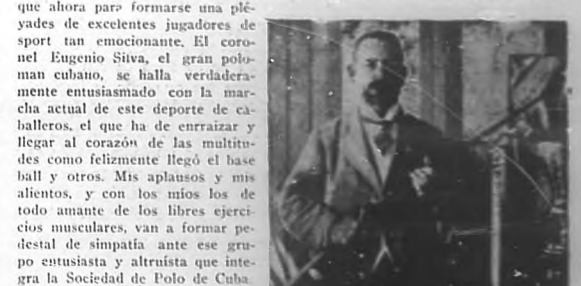 que ahora para formarse una plé-
yades de excelentes jugadores de
sport tan emocionante. El coro-
nel Eugenio Silva, el gran polo-
man cubano, se halla verdadera-
mente entusiasmado con la mar-
cha actual de este deporte de ca-
balleros, el que ha de enrraizar y
llegar al corazón de las multitu-
des como felizmente llegó el base
ball y otros. Mis aplausos y mis
alientos, y con los míos los de
todo amante de los libres ejerci-
cios musculares, van a formar pe-
destal de simpatía ante ese gru-
po entusiasta y altruísta que inte-
gra la Sociedad de Polo de Cuba.